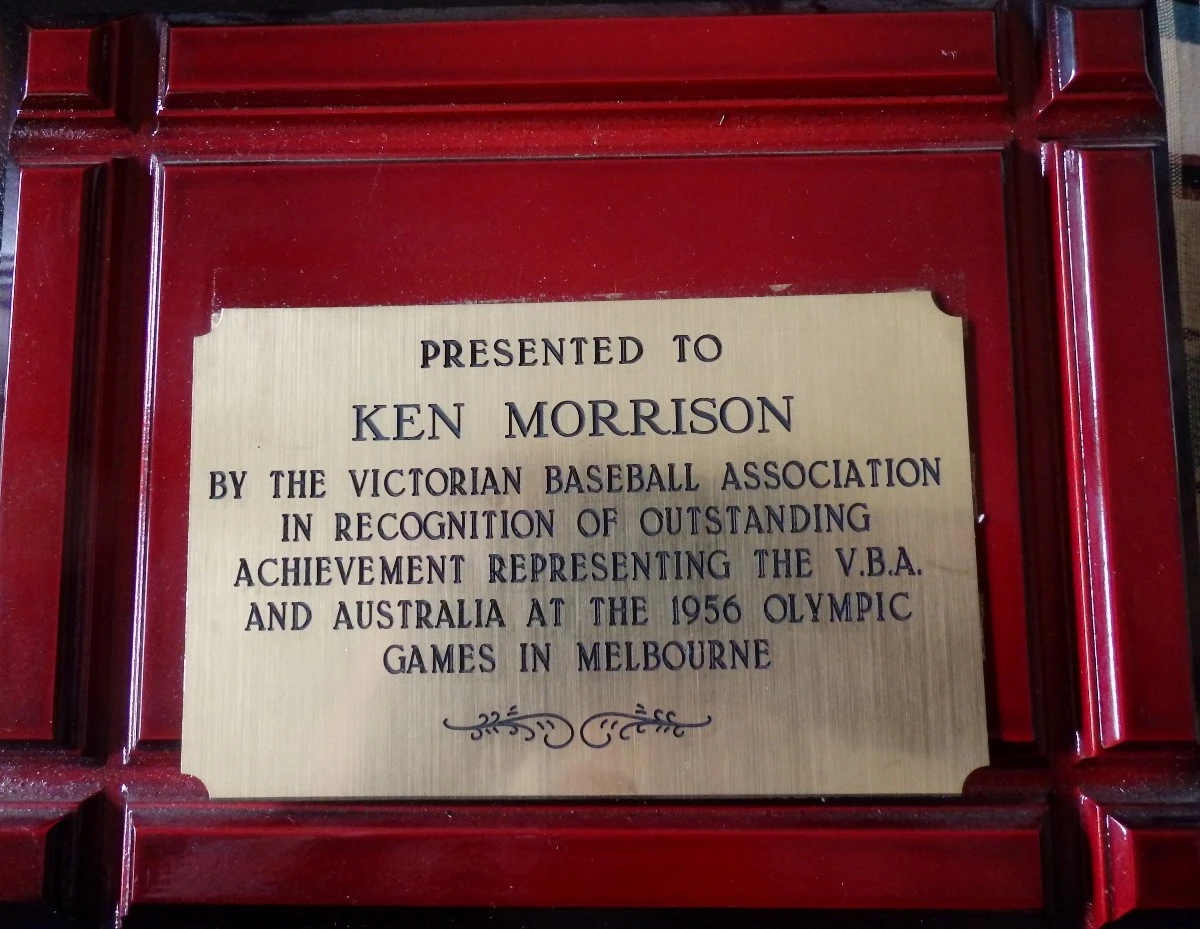 PRESENTED TO
KEN MORRISON
BY THE VICTORIAN BASEBALL ASSOCIATION
IN RECOGNITION OF OUTSTANDING
ACHIEVEMENT REPRESENTING THE V.B.A.
AND AUSTRALIA AT THE 1956 OLYMPIC
GAMES IN MELBOURNE